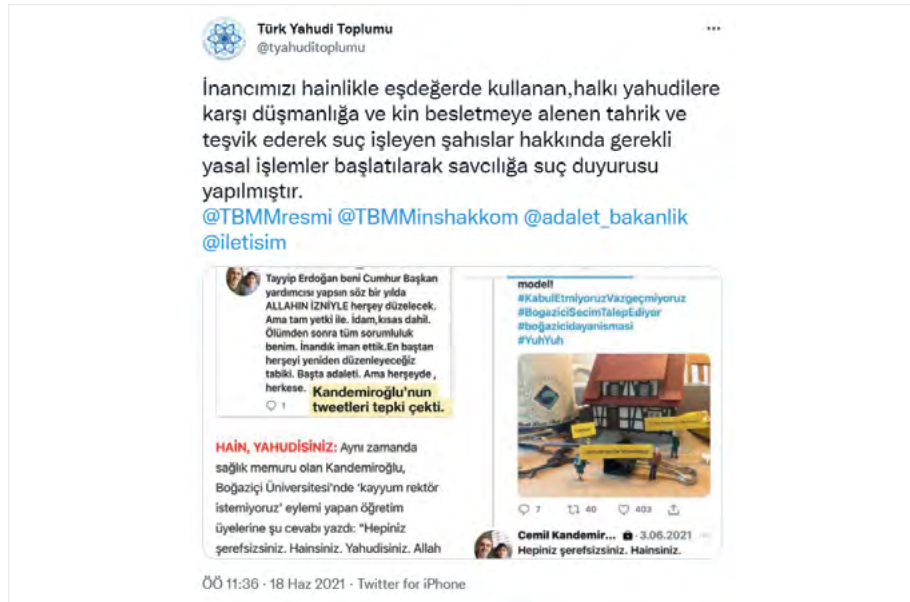 Türk Yahudi Toplumu
@tyahuditoplumu
İnancımızı hainlikle eşdeğerde kullanan,halkı yahudilere
karşı düşmanlığa ve kin besletmeye alenen tahrik ve
teşvik ederek suç işleyen şahıslar hakkında gerekli
yasal işlemler başlatılarak savcılığa suç duyurusu
yapılmıştır.
@TBMMresmi @TBMMinshakkom @adalet_bakanlik
@iletisim
Tayyip Erdoğan beni Cumhur Başkan
yardımcısı yapsın söz bir yılda
ALLAHIN İZNİYLE herşey düzelecek.
Ama tam yetki ile. İdam,kısas dahil.
Ölümden sonra tüm sorumluluk
benim. İnandık iman ettik.En baştan
herşeyi yeniden düzenleyeceğiz
tabiki. Başta adaleti. Ama herşeyde ,
herkese.
1
Kandemiroğlu'nun
tweetleri tepki çekti.
HAİN, YAHUDİSİNİZ: Aynı zamanda
sağlık memuru olan Kandemiroğlu,
Boğaziçi Üniversitesi'nde 'kayyum rektör
istemiyoruz' eylemi yapan öğretim
üyelerine şu cevabı yazdı: "Hepiniz
şerefsizsiniz. Hainsiniz. Yahudisiniz. Allah
model!
#KabulEtmiyoruzVazgeçmiyoruz
#BogaziciSecimTalepEdiyor
#boğazicidayanismasi
#YuhYuh
7 40 403
Cemil Kandemir... · 3.06.2021
Hepiniz şerefsizsiniz. Hainsiniz.
ÖÖ 11:36 · 18 Haz 2021 · Twitter for iPhone